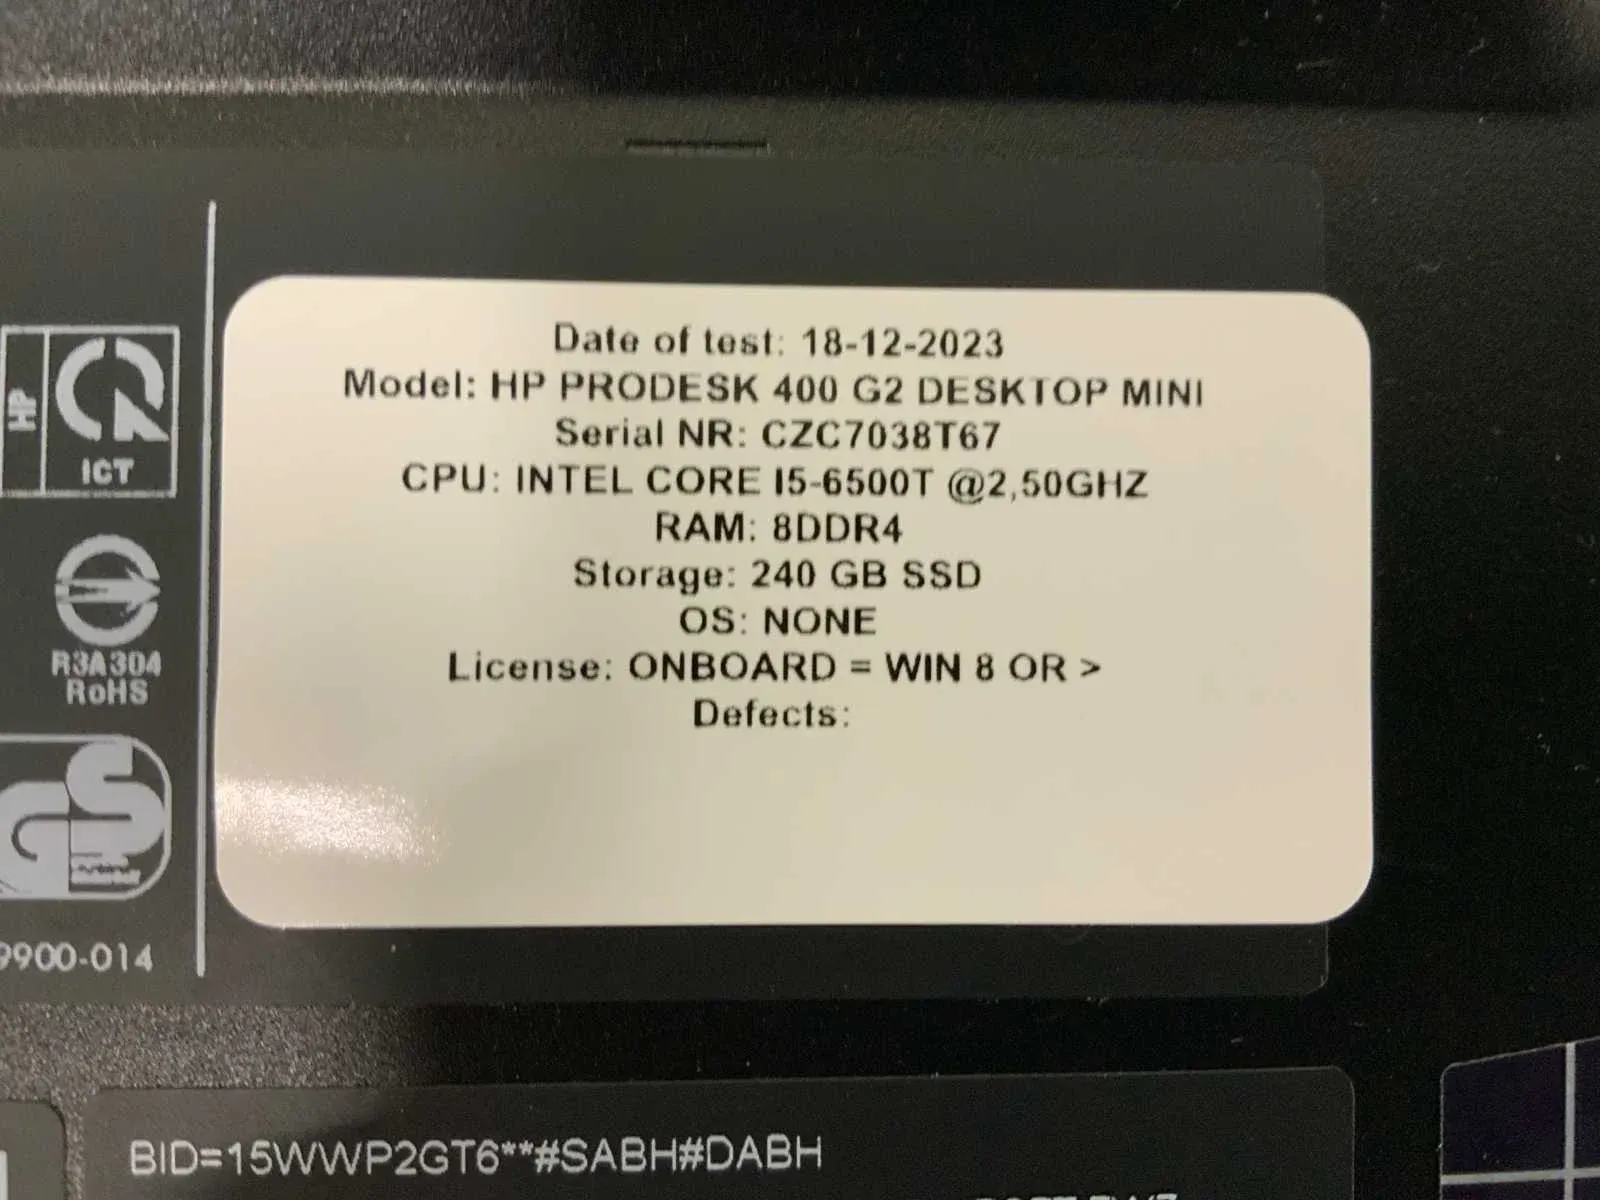 Date of test: 18-12-2023
Model: HP PRODESK 400 G2 DESKTOP MINI
Serial NR: CZC7038T67
CPU: INTEL CORE I5-6500T @2,50GHZ
RAM: 8DDR4
Storage: 240 GB SSD
OS: NONE
License: ONBOARD = WIN 8 OR >
Defects:
HP
ICT
R3A304
RoHS
GS
9900-014
BID=15WWP2GT6**#SABH#DABH